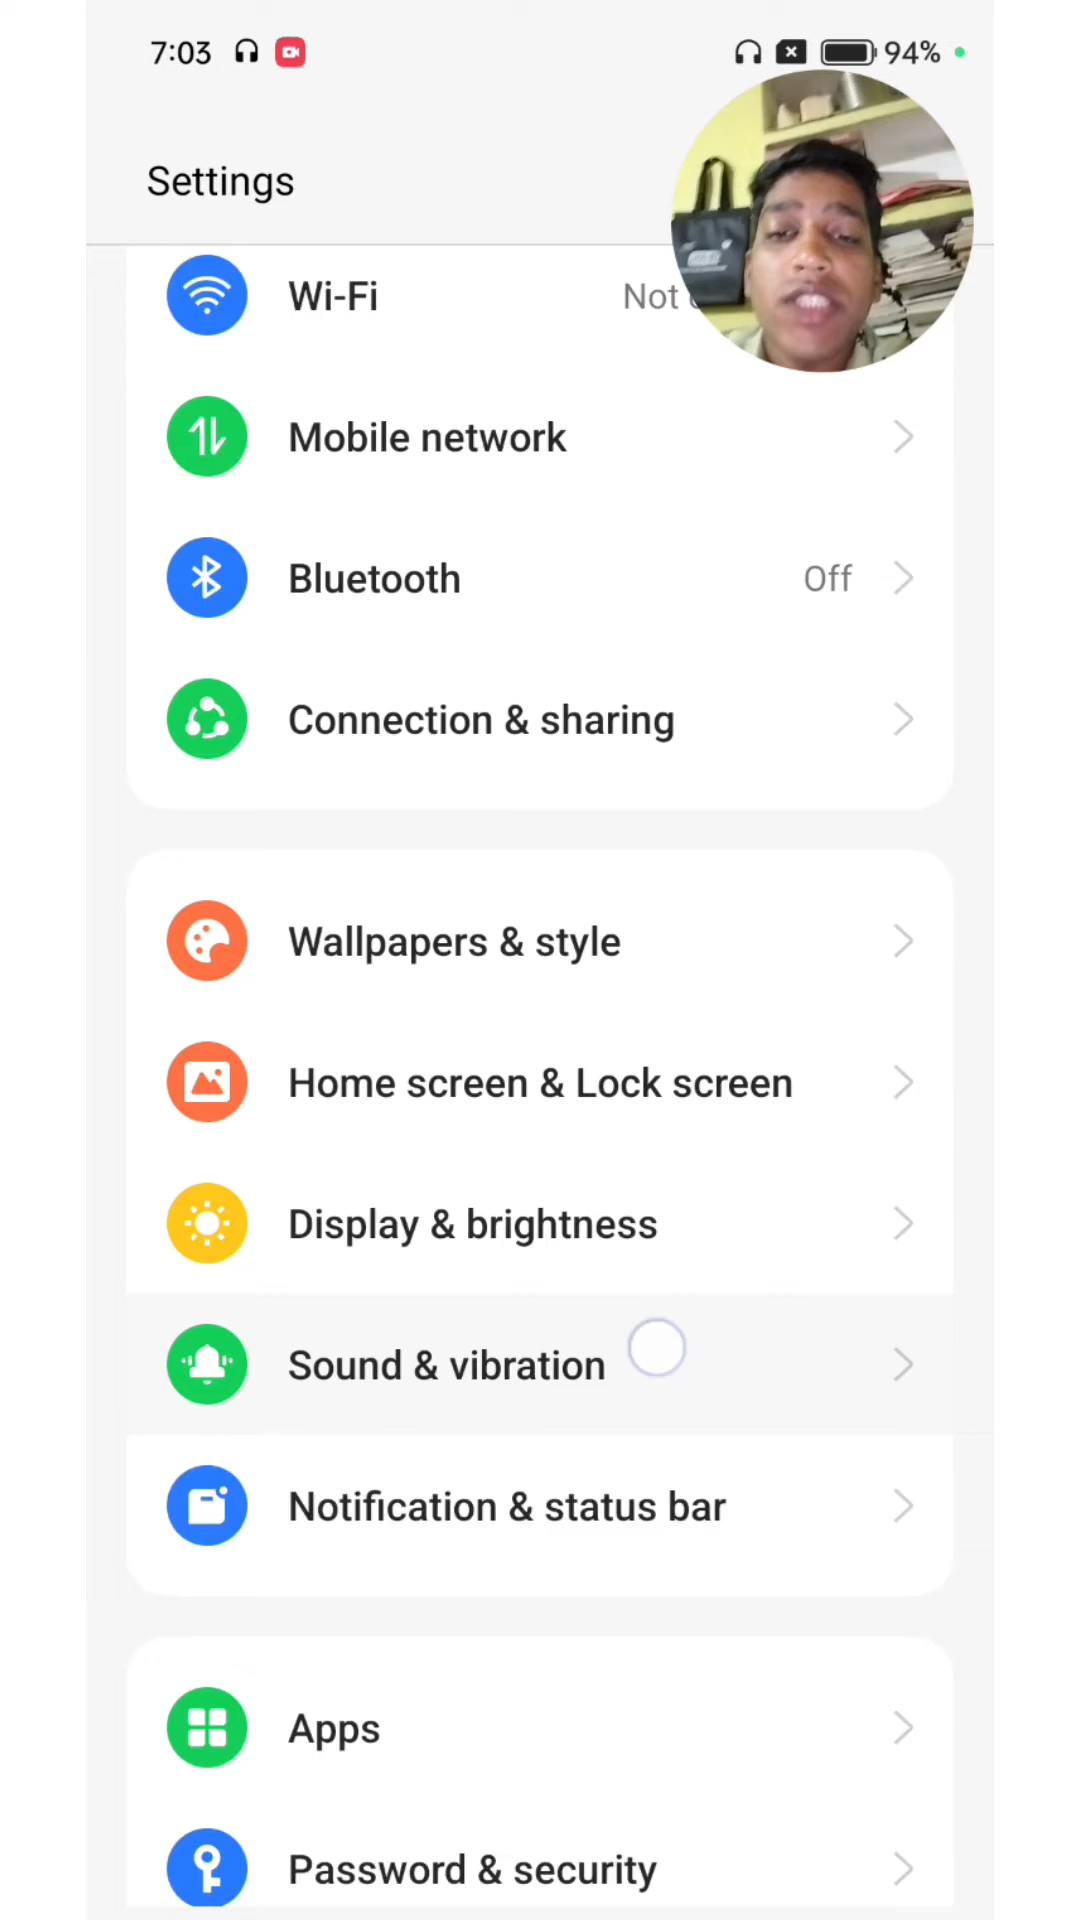 7:03 94%
Settings
Wi-Fi Not
Mobile network
Bluetooth Off
Connection & sharing
Wallpapers & style
Home screen & Lock screen
Display & brightness
Sound & vibration
Notification & status bar
Apps
Password & security